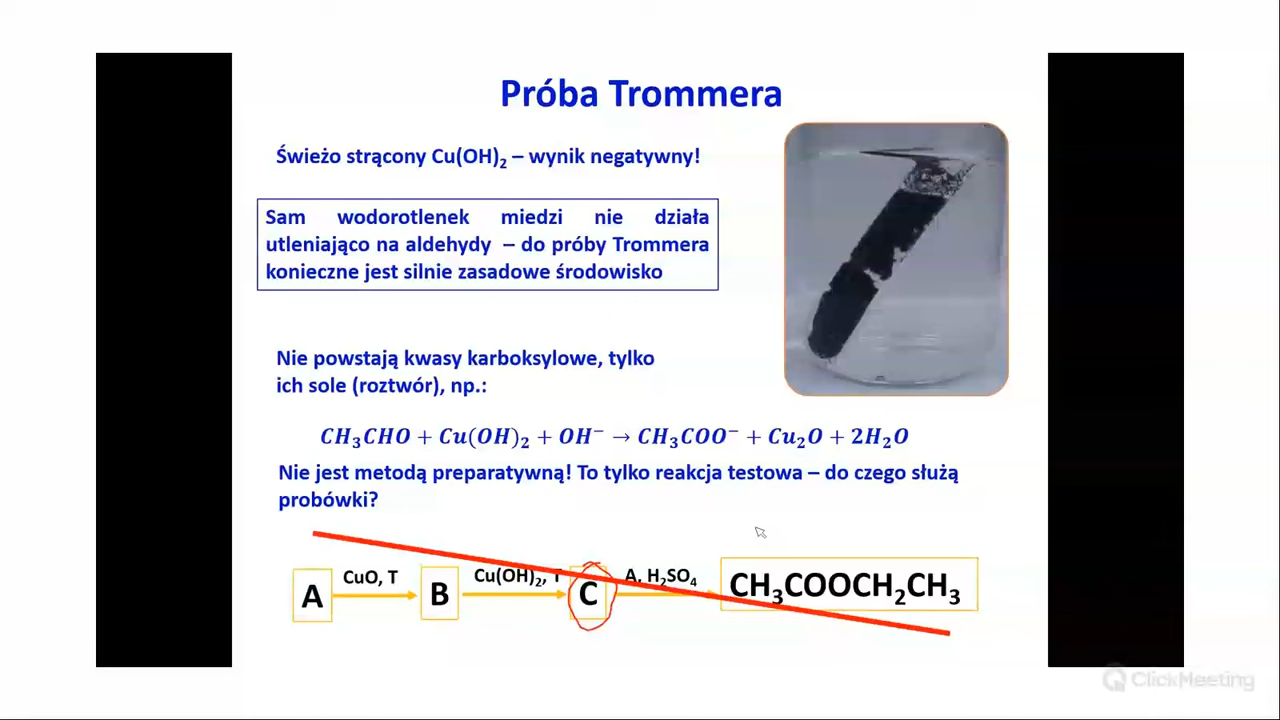 Próba Trommera
Świeżo strącony Cu(OH)₂ – wynik negatywny!
Sam wodorotlenek miedzi nie działa
utleniająco na aldehydy – do próby Trommera
konieczne jest silnie zasadowe środowisko
Nie powstają kwasy karboksylowe, tylko
ich sole (roztwór), np.:
CH₃CHO + Cu(OH)₂ + OH⁻ → CH₃COO⁻ + Cu₂O + 2H₂O
Nie jest metodą preparatywną! To tylko reakcja testowa – do czego służą
probówki?
A CuO, T B Cu(OH)₂, T C A, H₂SO₄ CH₃COOCH₂CH₃
ClickMeeting